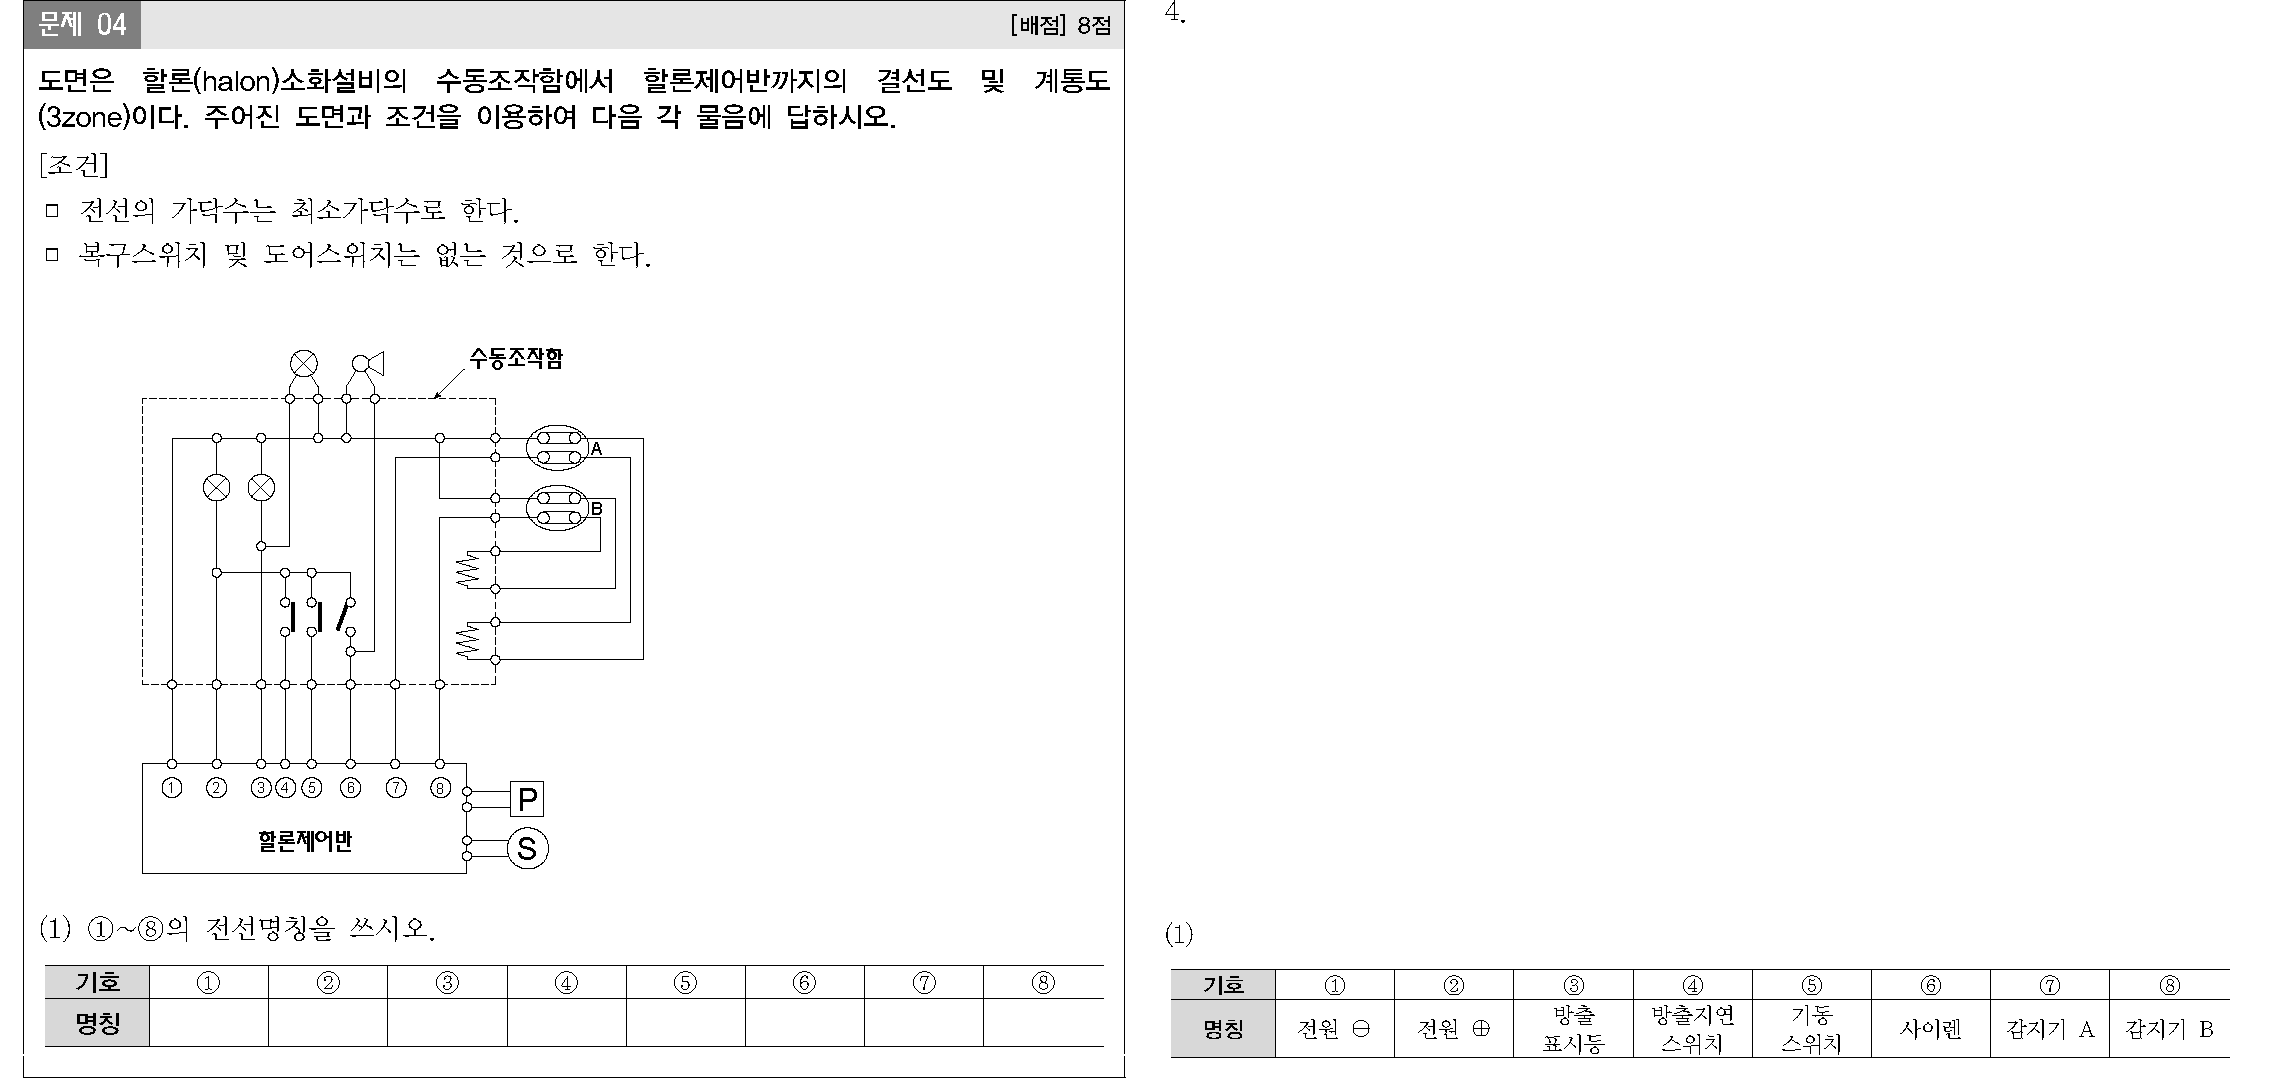 문제 04
[배점] 8점
도면은 할론(halon)소화설비의 수동조작함에서 할론제어반까지의 결선도 및 계통도
(3zone)이다. 주어진 도면과 조건을 이용하여 다음 각 물음에 답하시오.
[조건]
□ 전선의 가닥수는 최소가닥수로 한다.
□ 복구스위치 및 도어스위치는 없는 것으로 한다.
수동조작함
A
B
① ② ③ ④ ⑤ ⑥ ⑦ ⑧
P
할론제어반
S
(1) ①~⑧의 전선명칭을 쓰시오.
기호 ① ② ③ ④ ⑤ ⑥ ⑦ ⑧
명칭
4.
(1)
기호 ① ② ③ ④ ⑤ ⑥ ⑦ ⑧
방출 방출지연 기동
명칭 전원 ⊖ 전원 ⊕ 사이렌 감지기 A 감지기 B
표시등 스위치 스위치